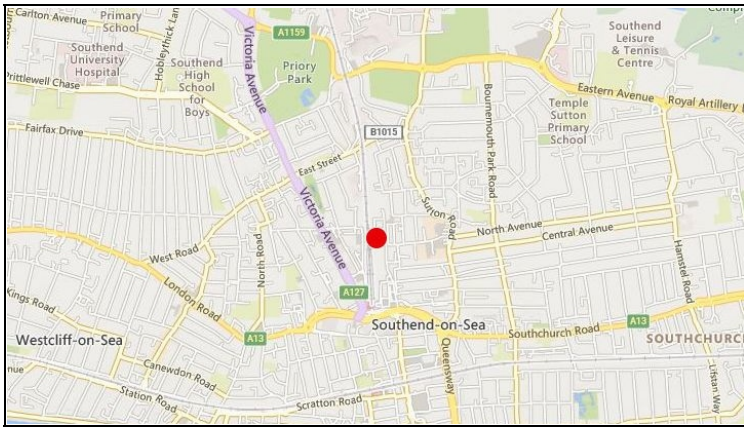 Carlton Avenue
Primary
School
Hobleythick Lan
A1159
Southend
University
Hospital
Southend
High
School
for
Boys
Victoria Avenue
Priory
Park
Southend
Leisure
& Tennis
Centre
Prittlewell Chase
Eastern Avenue
Royal Artillery
Bournemouth Park Road
Temple
Sutton
Primary
School
Fairfax Drive
B1015
East Street
Sutton Road
Victoria Avenue
North Avenue
Central Avenue
West Road
North Road
Hamstel Road
London Road
A127
Kings Road
Southend-on-Sea
Southchurch Road
A13
Westcliff-on-Sea
A13
SOUTHCHURCH
Canewdon Road
Queensway
Station Road
Scratton Road
Lifstan Way